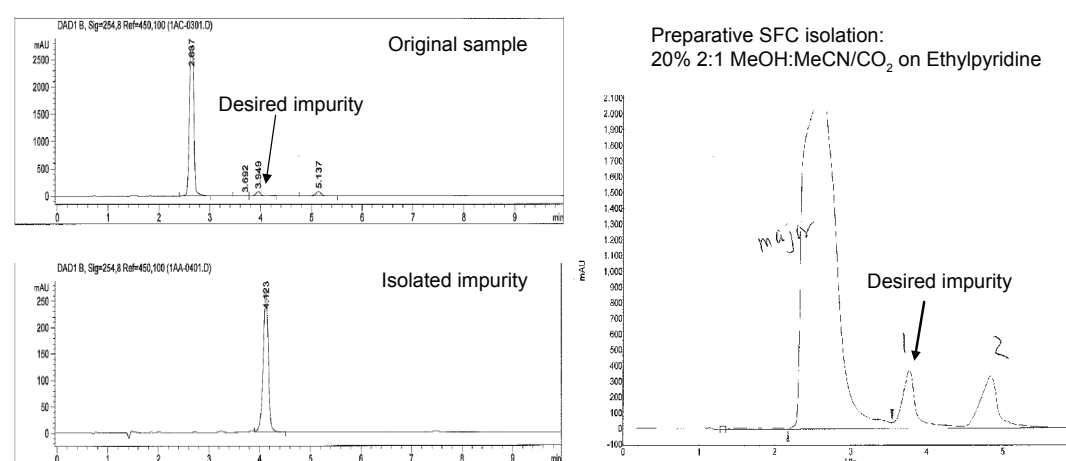 DAD1 B, Sig=254,8 Ref=450,100 (1AC-0301.D)
mAU
Original sample
2500
2000
1500
1000
500
0
2.637
Desired impurity
3.692
3.949
5.137
0 1 2 3 4 5 6 7 8 9 min
DAD1 B, Sig=254,8 Ref=450,100 (1AA-0401.D)
mAU
Isolated impurity
250
200
150
100
50
0
4.123
0 1 2 3 4 5 6 7 8 9 min
Preparative SFC isolation:
20% 2:1 MeOH:MeCN/CO2 on Ethylpyridine
2.100
2.000
1.900
1.800
1.700
1.600
1.500
1.400
1.300
1.200
1.100
1.000
900
800
700
600
500
400
300
200
100
0
-100
mAU
major
Desired impurity
1
2
0 1 2 3 4 5